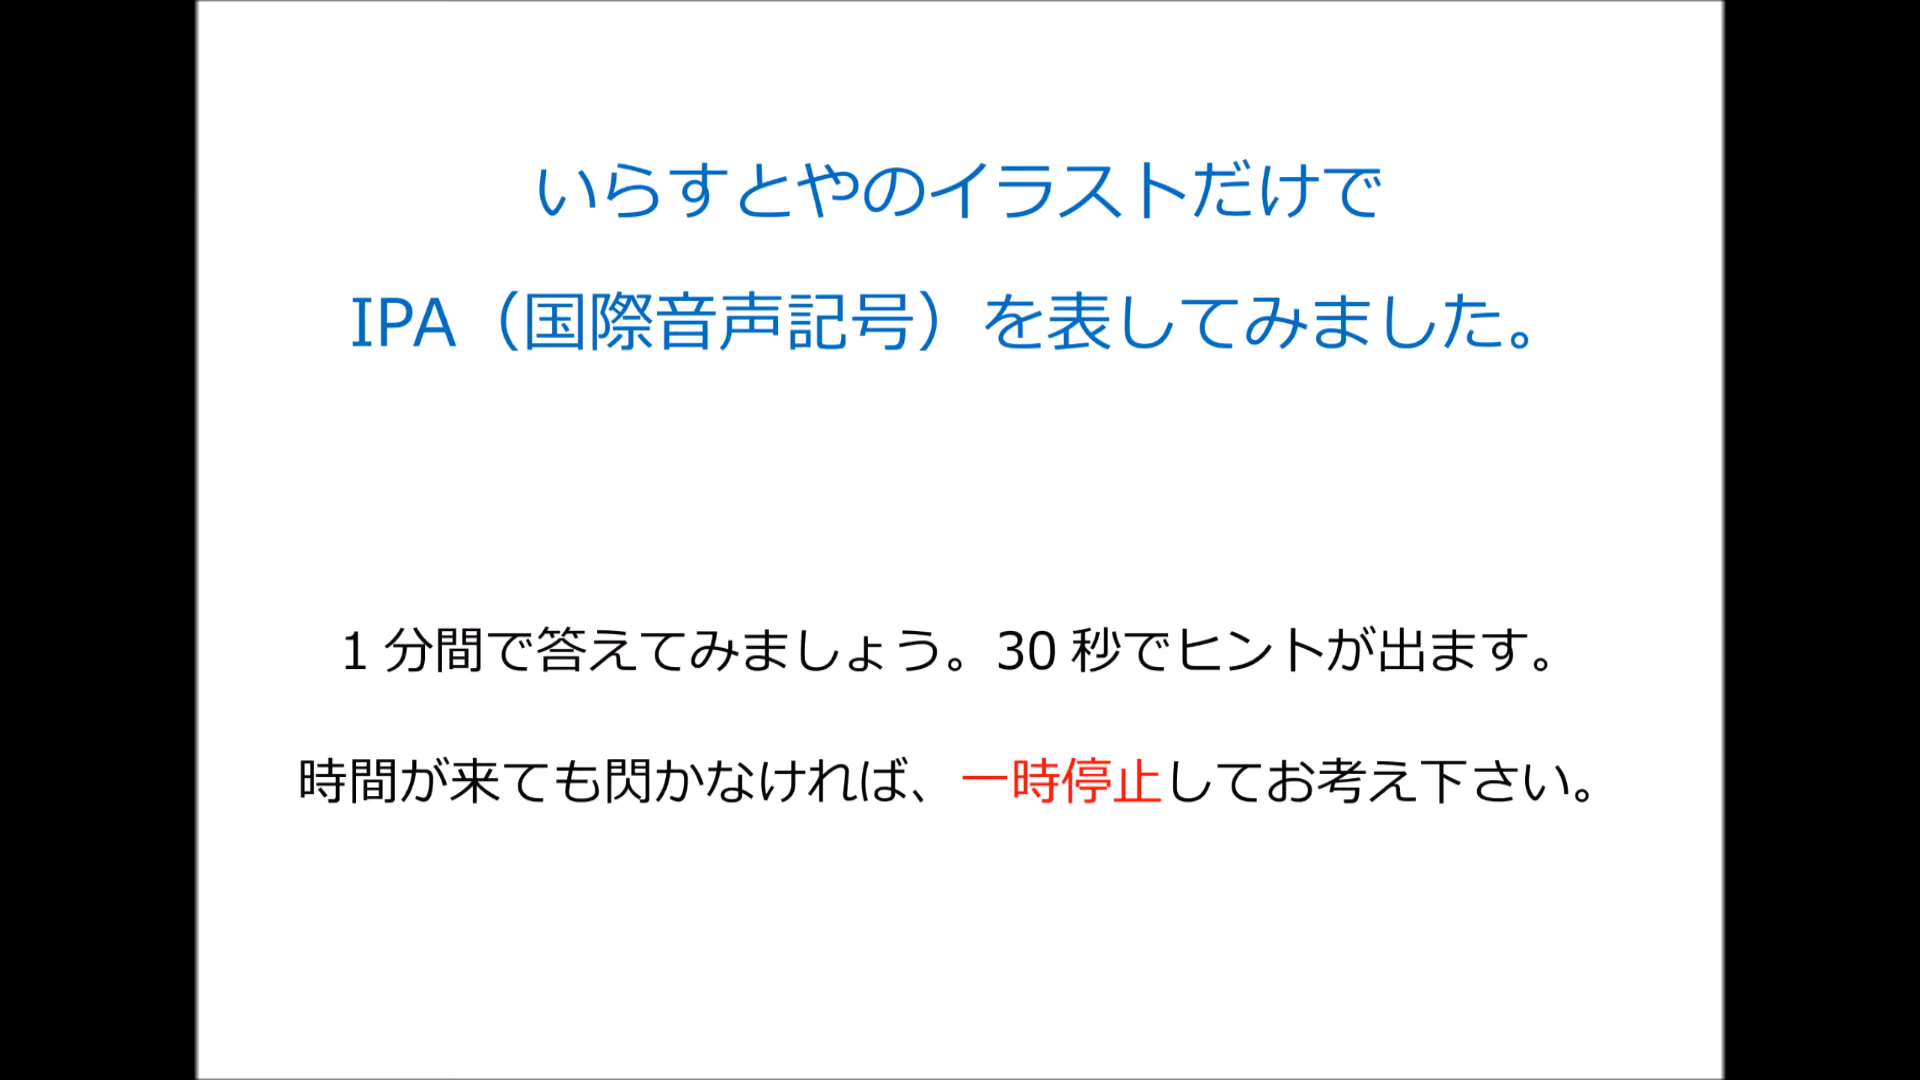 いらすとやのイラストだけで
IPA（国際音声記号）を表してみました。
1 分間で答えてみましょう。30 秒でヒントが出ます。
時間が来ても閃かなければ、一時停止してお考え下さい。